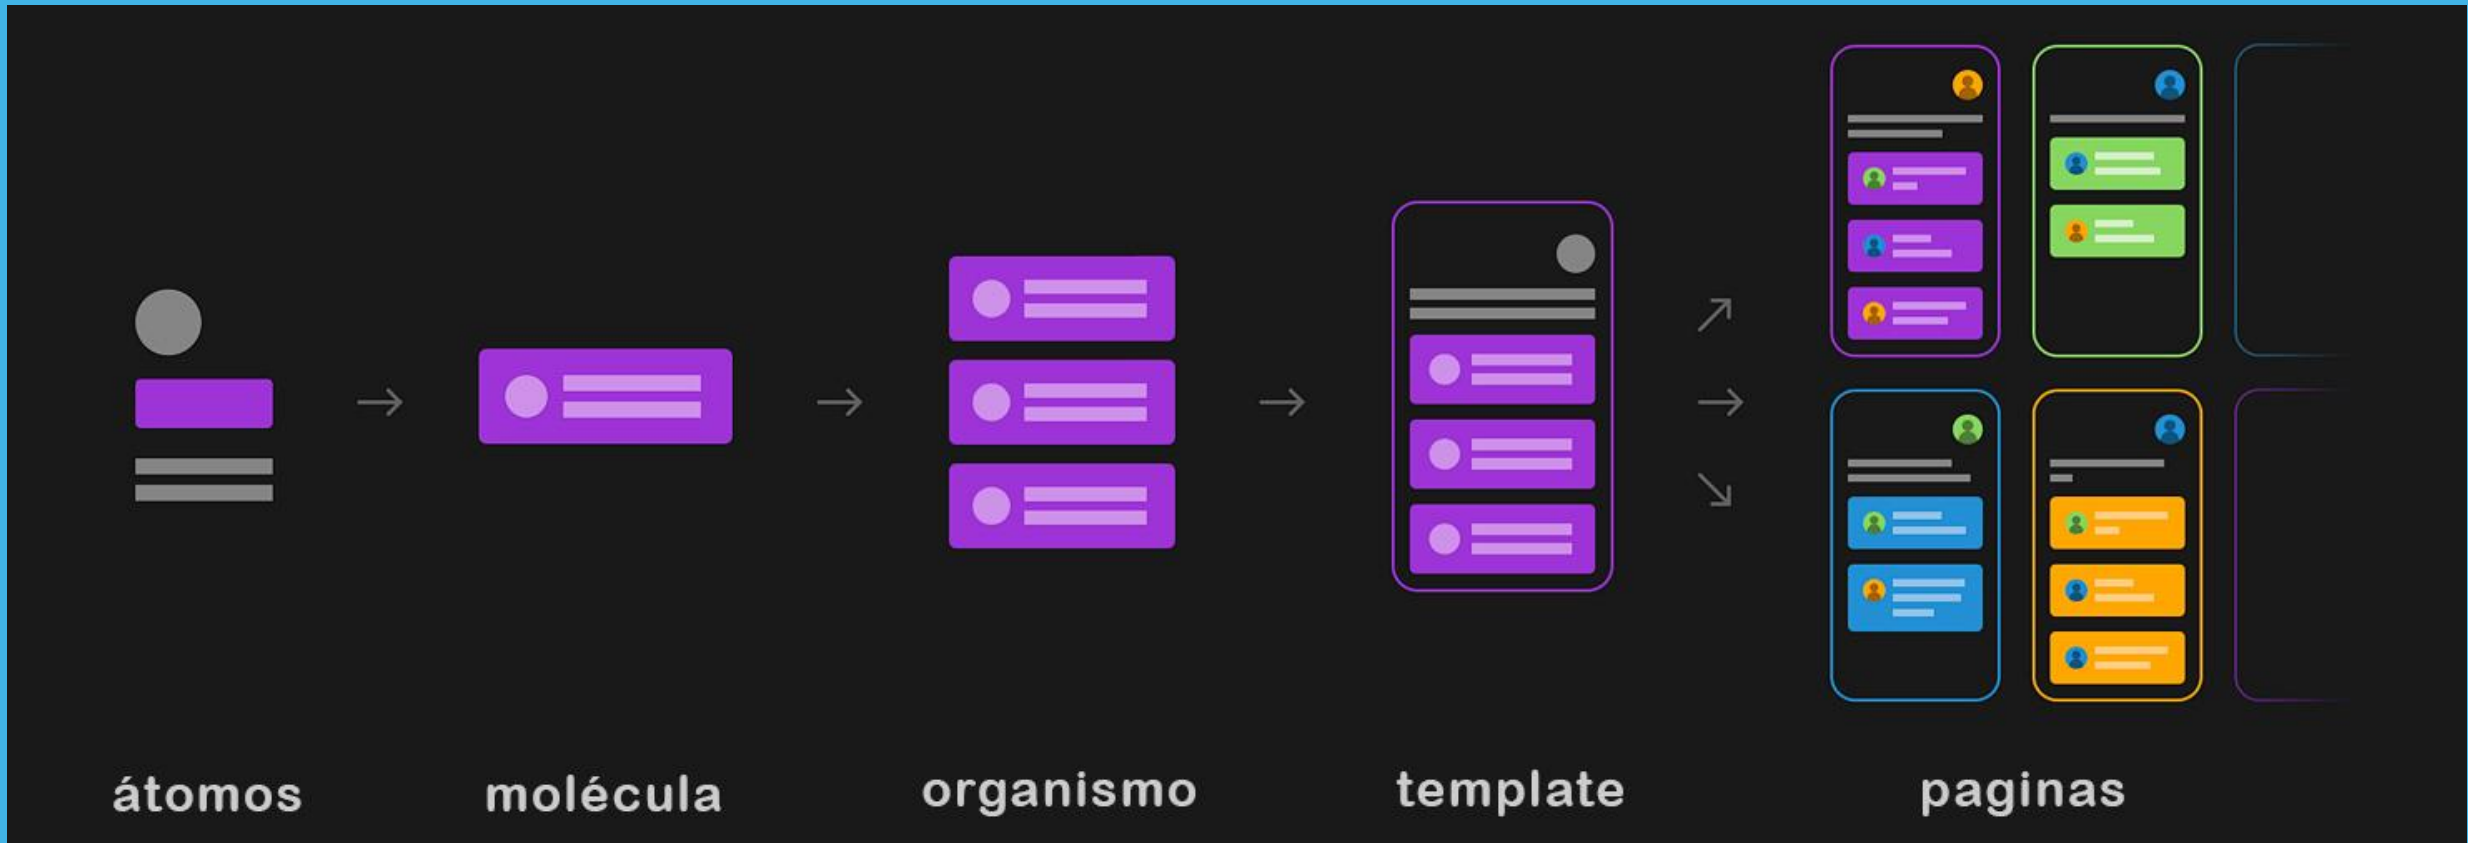 átomos
molécula
organismo
template
paginas